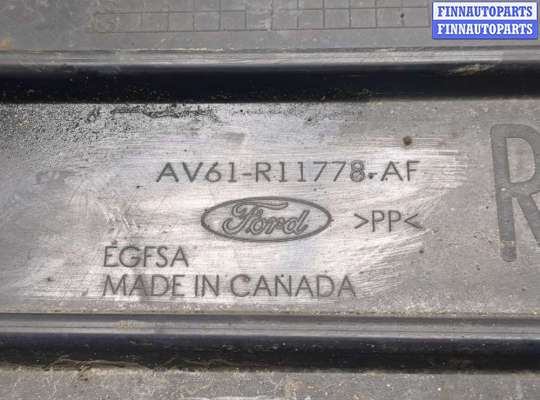 FINNAUTOPARTS
FINNAUTOPARTS
AV61-R11778-AF
Ford >PP<
R
EGFSA
MADE IN CANADA